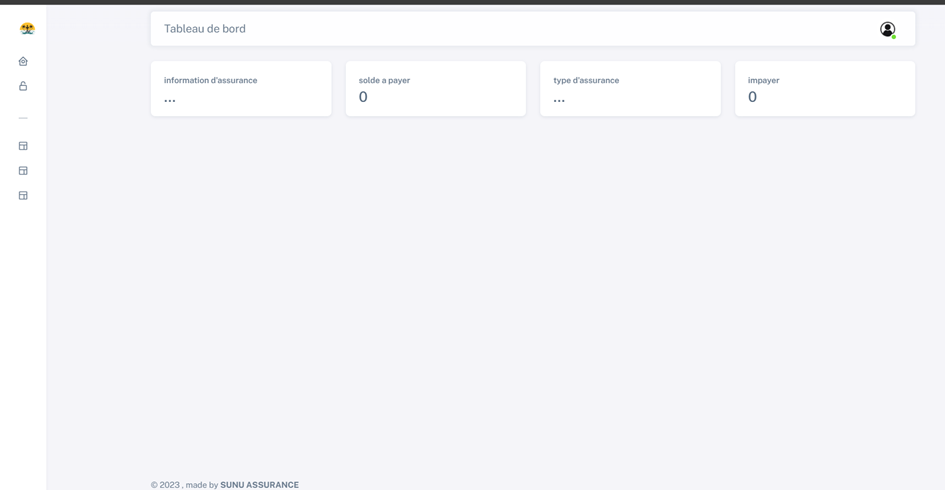 Tableau de bord
information d'assurance
...
solde a payer
0
type d'assurance
...
impayer
0
© 2023 , made by SUNU ASSURANCE